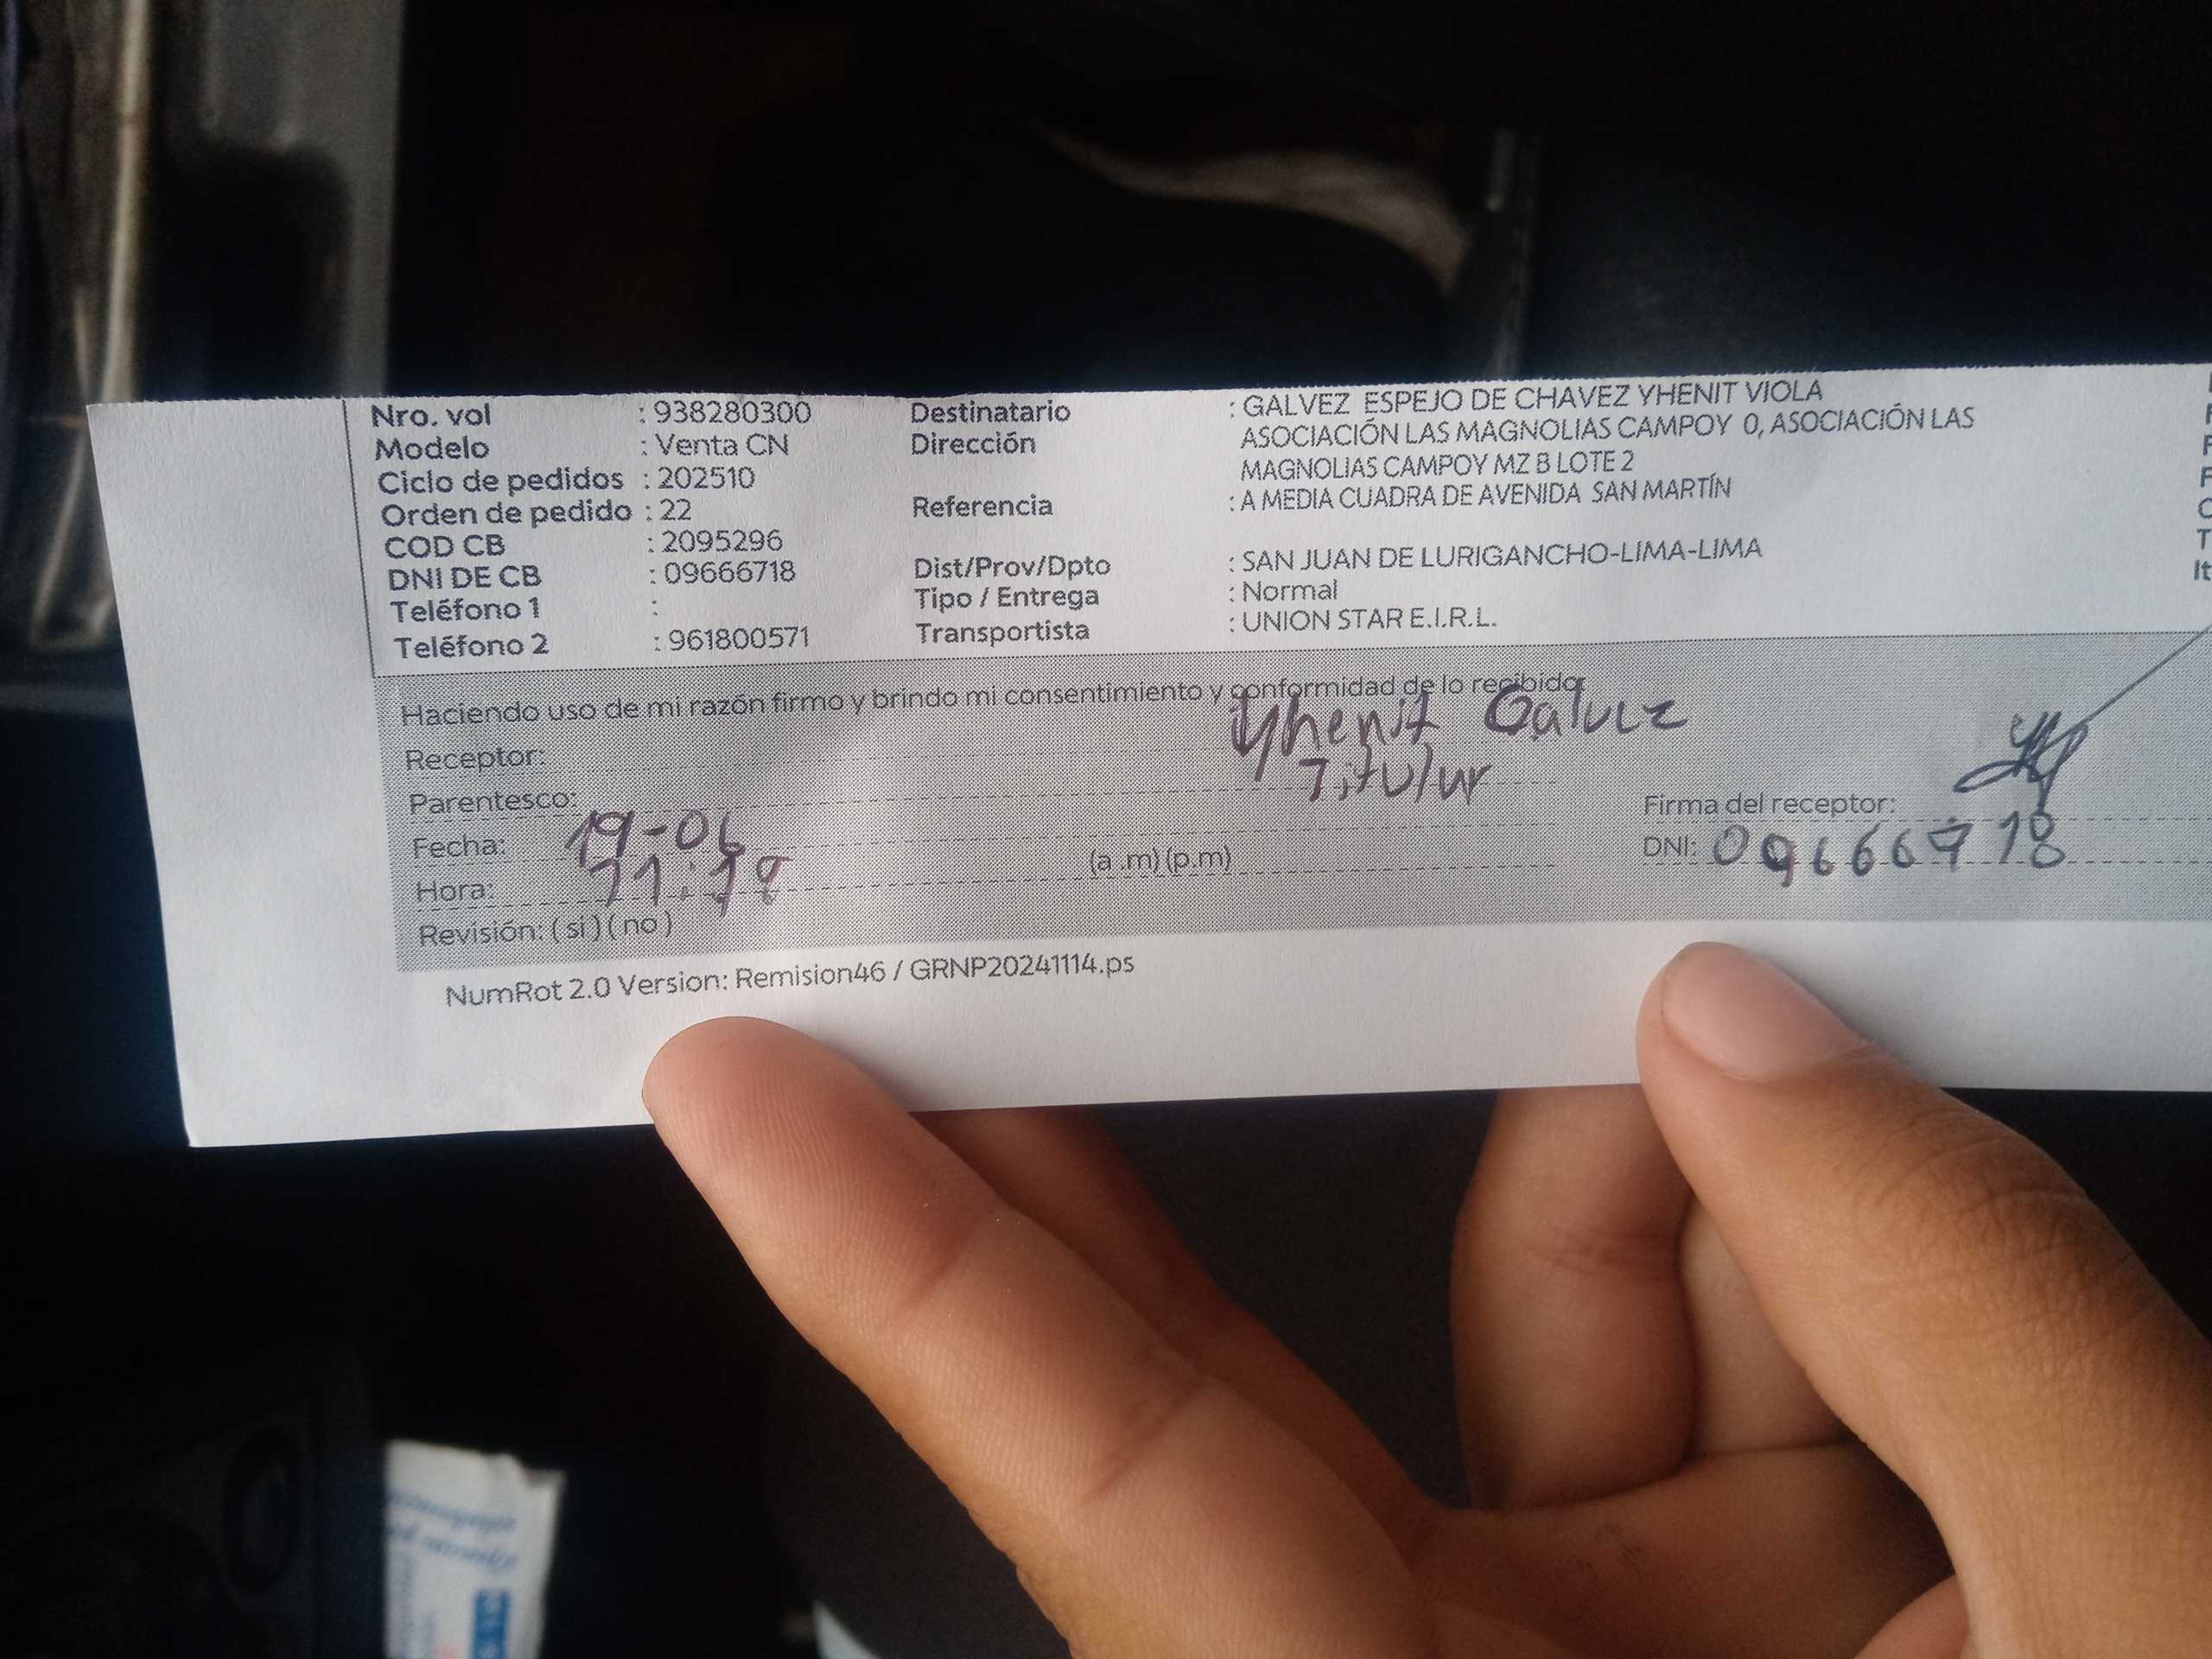 Nro. vol : 938280300
Modelo : Venta CN
Ciclo de pedidos : 202510
Orden de pedido : 22
COD CB : 2095296
DNI DE CB : 09666718
Teléfono 1 :
Teléfono 2 : 961800571
Destinatario : GALVEZ ESPEJO DE CHAVEZ YHENIT VIOLA
Dirección ASOCIACIÓN LAS MAGNOLIAS CAMPOY 0, ASOCIACIÓN LAS
MAGNOLIAS CAMPOY MZ B LOTE 2
Referencia : A MEDIA CUADRA DE AVENIDA SAN MARTÍN
Dist/Prov/Dpto : SAN JUAN DE LURIGANCHO-LIMA-LIMA
Tipo / Entrega : Normal
Transportista : UNION STAR E.I.R.L.
Haciendo uso de mi razón firmo y brindo mi consentimiento y conformidad de lo recibido
Receptor: Yhenit Galvez
Parentesco: Titular
Fecha: 19-06
Hora: 11:18 (a .m) (p.m)
Revisión: ( si ) ( no )
Firma del receptor:
DNI: 09666718
NumRot 2.0 Version: Remision46 / GRNP20241114.ps